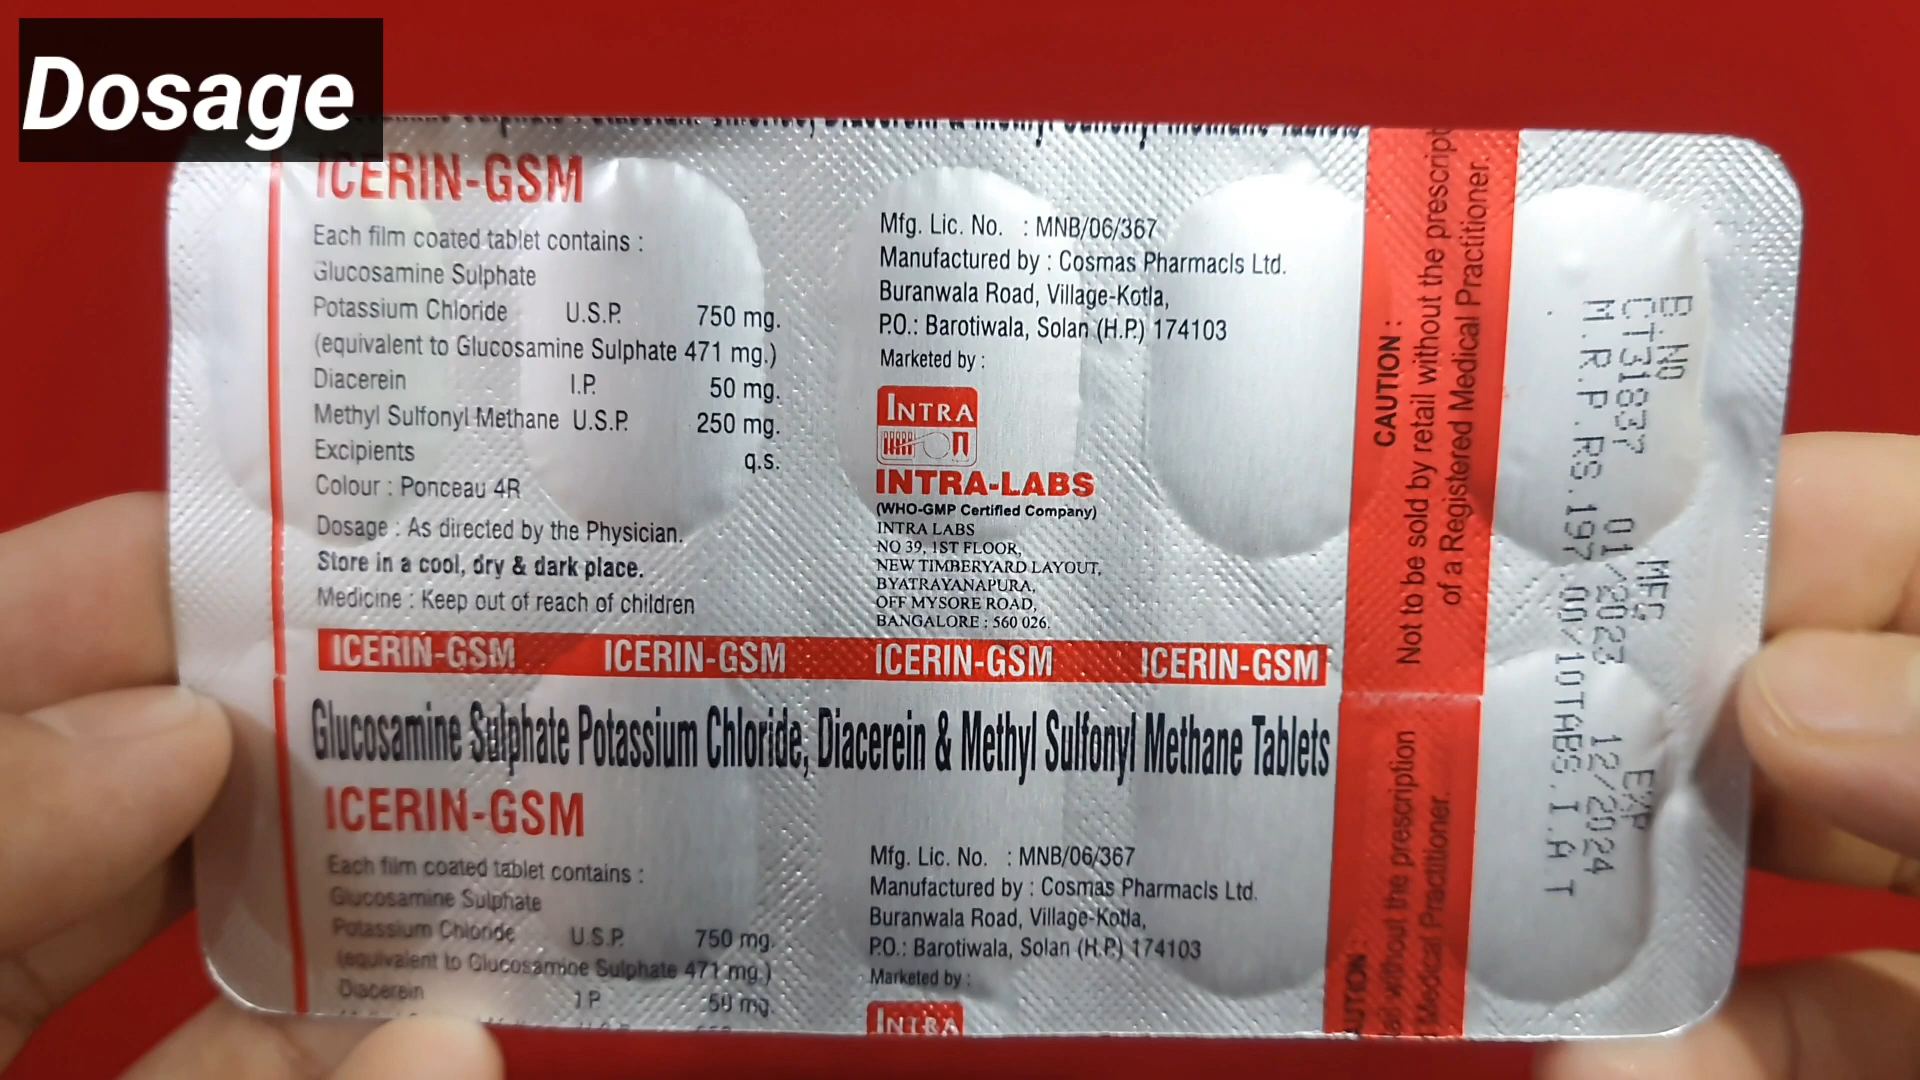 Dosage
ICERIN-GSM
Each film coated tablet contains :
Glucosamine Sulphate
Potassium Chloride U.S.P. 750 mg.
(equivalent to Glucosamine Sulphate 471 mg.)
Diacerein I.P. 50 mg.
Methyl Sulfonyl Methane U.S.P. 250 mg.
Excipients q.s.
Colour : Ponceau 4R
Dosage : As directed by the Physician.
Store in a cool, dry & dark place.
Medicine : Keep out of reach of children
Mfg. Lic. No. : MNB/06/367
Manufactured by : Cosmas Pharmacls Ltd.
Buranwala Road, Village-Kotla,
P.O.: Barotiwala, Solan (H.P.) 174103
Marketed by :
INTRA
INTRA-LABS
(WHO-GMP Certified Company)
INTRA LABS
NO 39, 1ST FLOOR,
NEW TIMBERYARD LAYOUT,
BYATRAYANAPURA,
OFF MYSORE ROAD,
BANGALORE : 560 026.
CAUTION :
Not to be sold by retail without the prescript
of a Registered Medical Practitioner.
B.NO MFG EXP
CT31837 01/2023 12/2024
M.R.P.RS.197.00/10TABS.I.A.T
ICERIN-GSM ICERIN-GSM ICERIN-GSM ICERIN-GSM
Glucosamine Sulphate Potassium Chloride, Diacerein & Methyl Sulfonyl Methane Tablets
ICERIN-GSM
Each film coated tablet contains :
Glucosamine Sulphate
Potassium Chloride U.S.P. 750 mg.
(equivalent to Glucosamine Sulphate 471 mg.)
Diacerein I.P. 50 mg.
Mfg. Lic. No. : MNB/06/367
Manufactured by : Cosmas Pharmacls Ltd.
Buranwala Road, Village-Kotla,
P.O.: Barotiwala, Solan (H.P.) 174103
Marketed by :
INTRA
UTION :
ail without the prescription
Medical Practitioner.